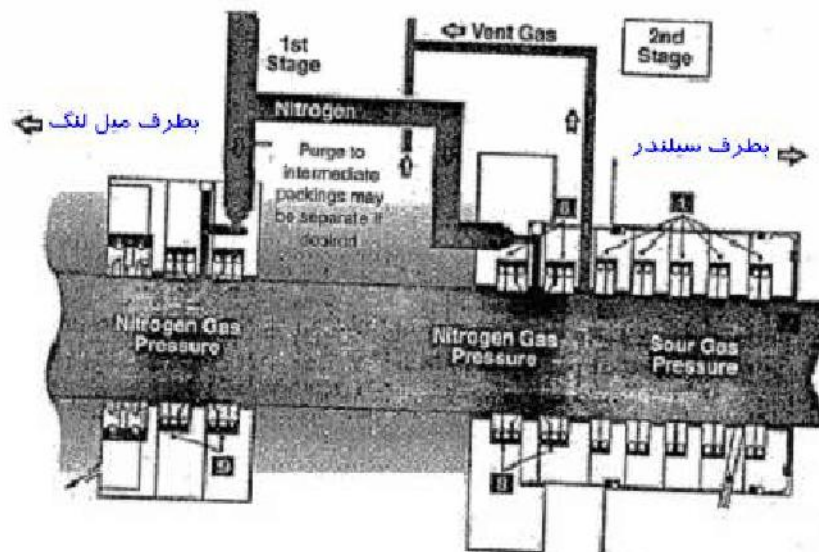 1st
Stage
Vent Gas
2nd
Stage
Nitrogen
بطرف میل لنگ
بطرف سیلندر
Purge to
intermediate
packings may
be separate if
desired
Nitrogen Gas
Pressure
Nitrogen Gas
Pressure
Sour Gas
Pressure